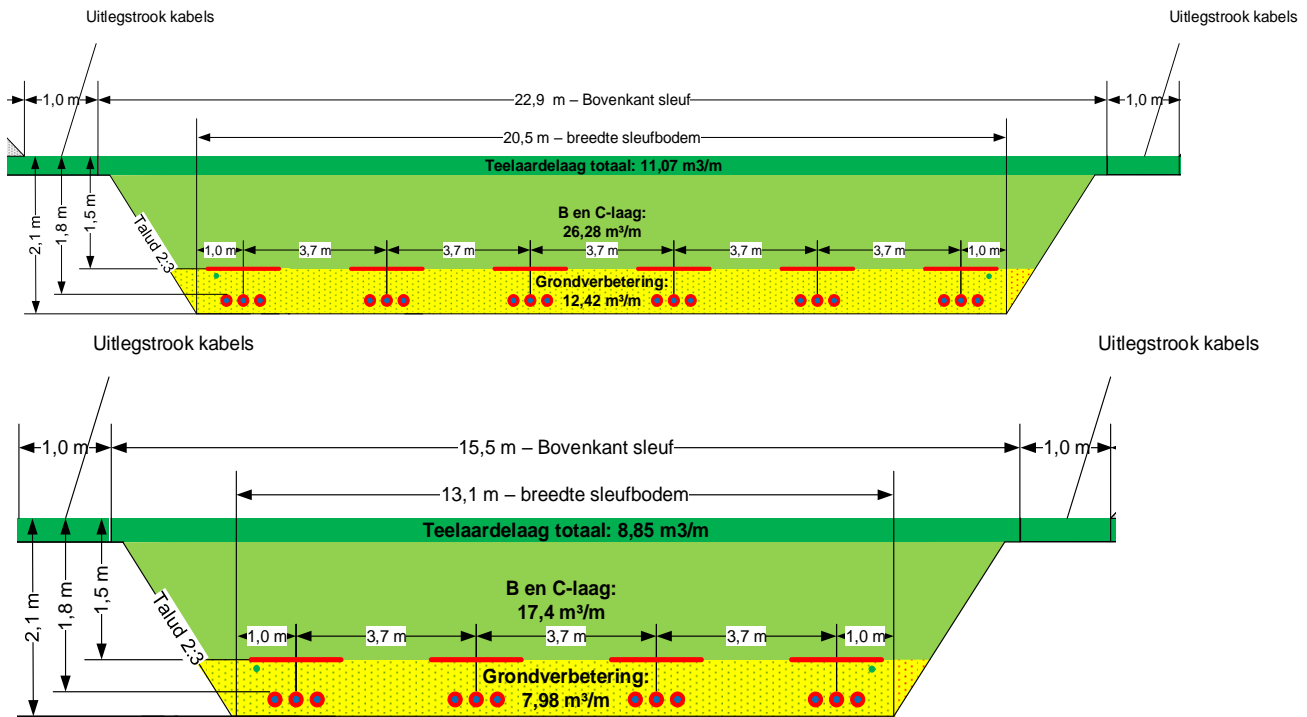 Uitlegstrook kabels
Uitlegstrook kabels
1,0 m
22,9 m – Bovenkant sleuf
1,0 m
20,5 m – breedte sleufbodem
Teelaardelaag totaal: 11,07 m3/m
2,1 m
1,8 m
1,5 m
Talud 2:3
B en C-laag:
26,28 m³/m
1,0 m
3,7 m
3,7 m
3,7 m
3,7 m
3,7 m
1,0 m
Grondverbetering:
12,42 m³/m
Uitlegstrook kabels
Uitlegstrook kabels
1,0 m
15,5 m – Bovenkant sleuf
1,0 m
13,1 m – breedte sleufbodem
Teelaardelaag totaal: 8,85 m3/m
2,1 m
1,8 m
1,5 m
Talud 2:3
B en C-laag:
17,4 m³/m
1,0 m
3,7 m
3,7 m
3,7 m
1,0 m
Grondverbetering:
7,98 m³/m